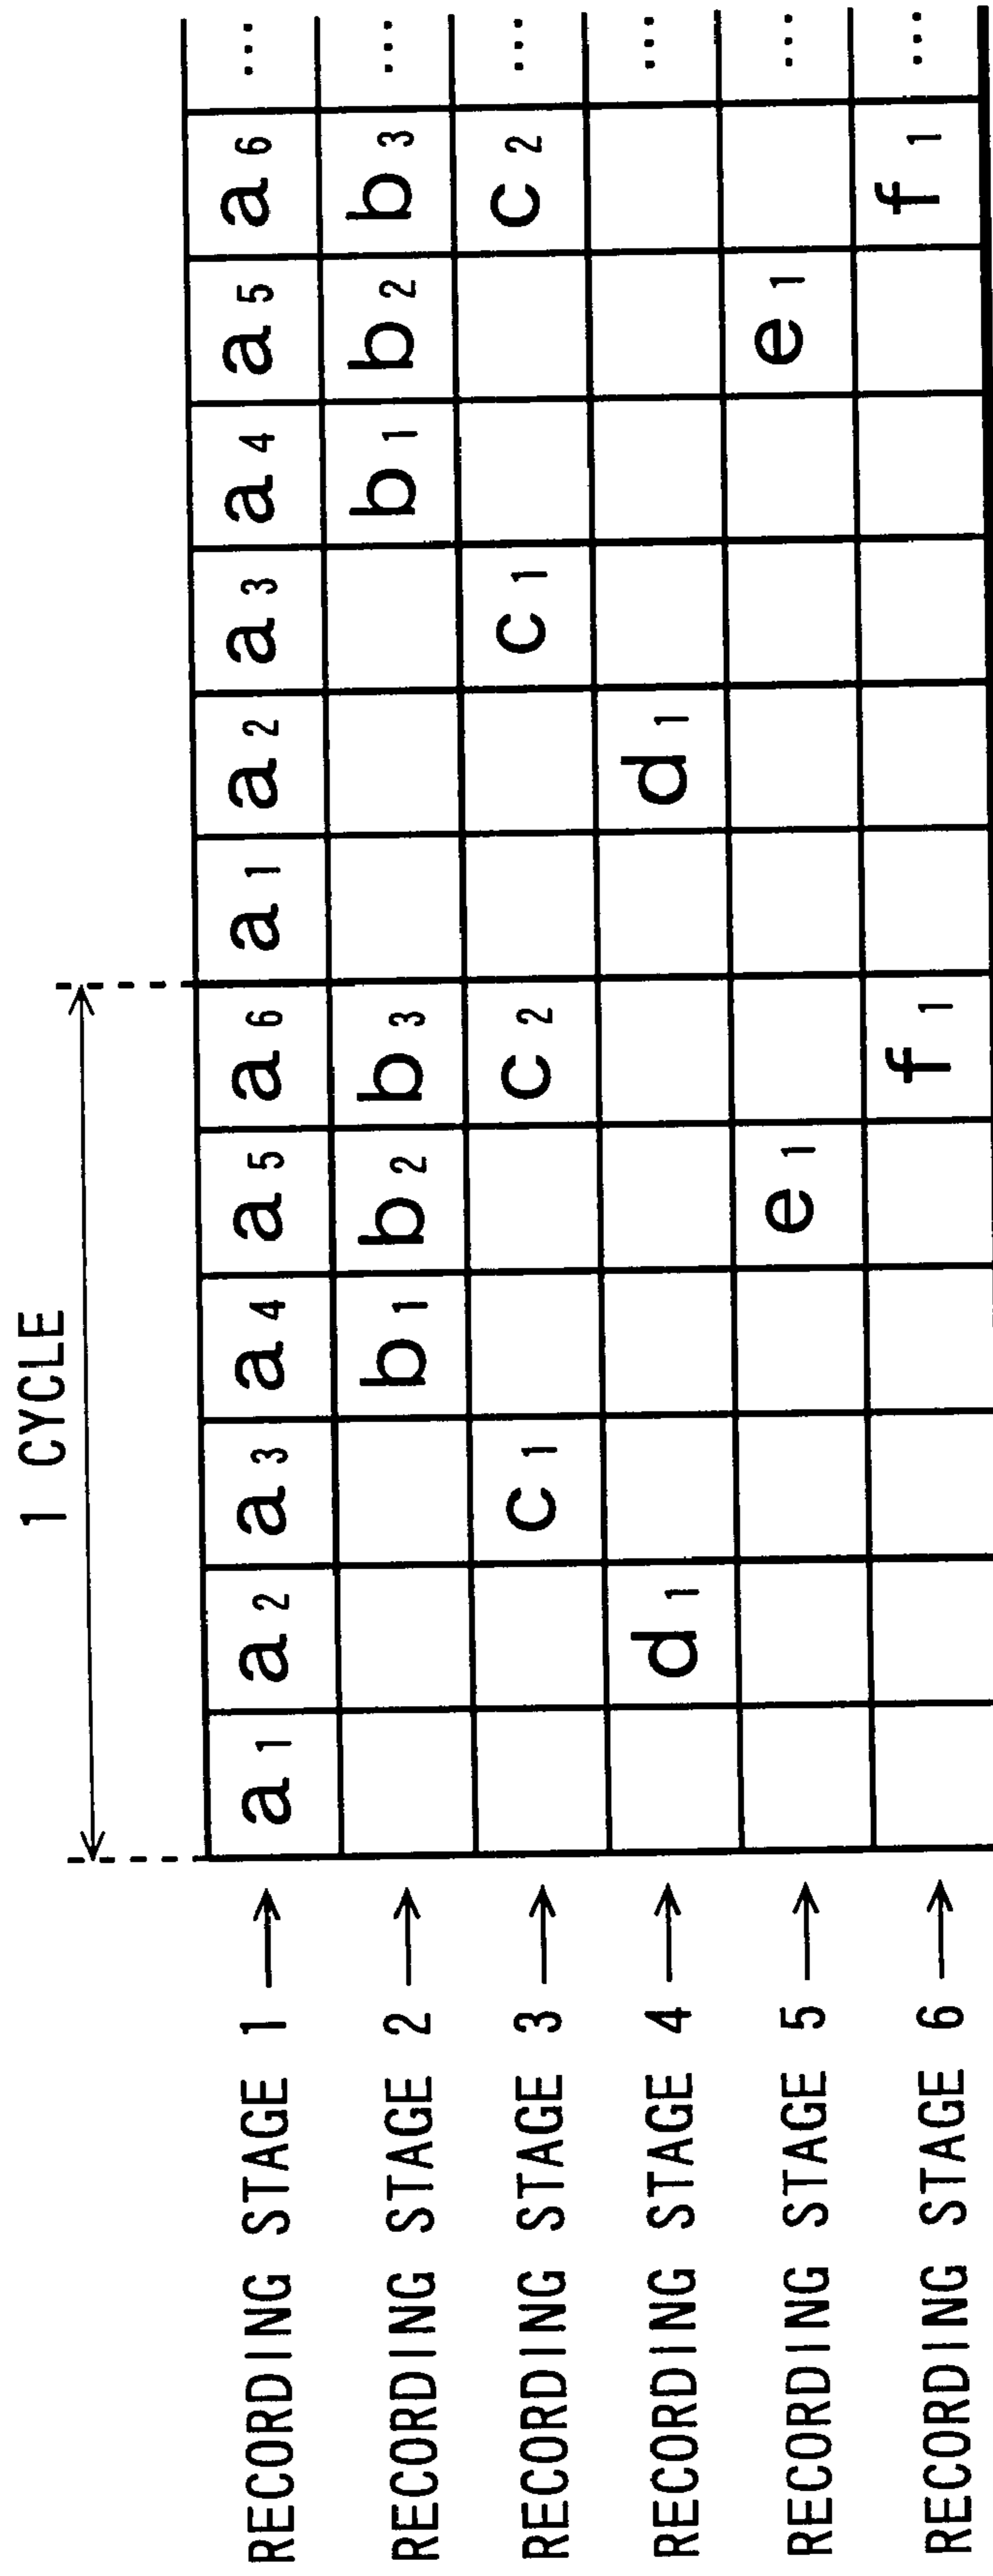 1 CYCLE
RECORDING STAGE 1 → a1 a2 a3 a4 a5 a6 a1 a2 a3 a4 a5 a6 ...
RECORDING STAGE 2 → b1 b2 b3 b1 b2 b3 ...
RECORDING STAGE 3 → c1 c2 c1 c2 ...
RECORDING STAGE 4 → d1 d1 ...
RECORDING STAGE 5 → e1 e1 ...
RECORDING STAGE 6 → f1 f1 ...